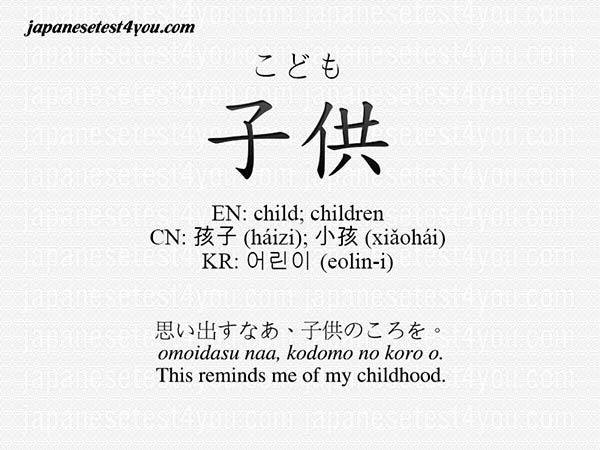 japanesetest4you.com
こども
子供
EN: child; children
CN: 孩子 (háizi); 小孩 (xiǎohái)
KR: 어린이 (eolin-i)
思い出すなあ、子供のころを。
omoidasu naa, kodomo no koro o.
This reminds me of my childhood.